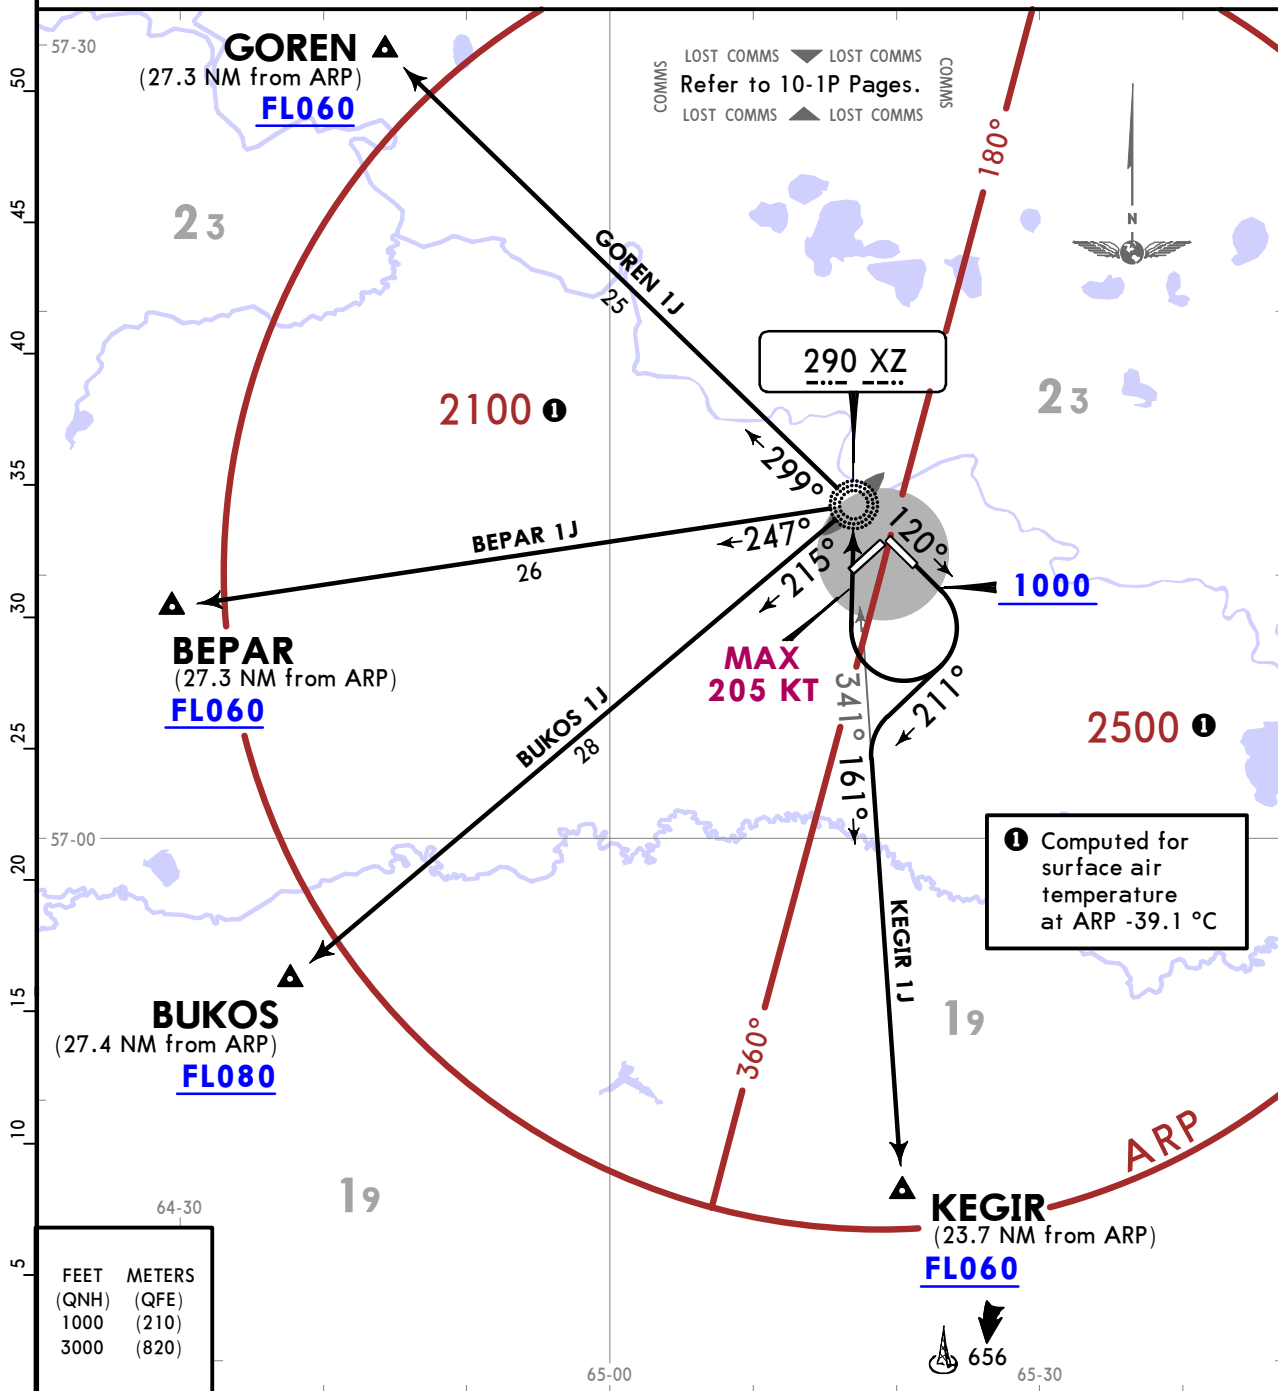 57-30
GOREN
(27.3 NM from ARP)
FL060
LOST COMMS LOST COMMS
COMMS Refer to 10-1P Pages. COMMS
LOST COMMS LOST COMMS
50
45
40
35
30
25
20
15
10
5
180°
N
23
GOREN 1J
25
290 XZ
23
2100 1
299°
BEPAR 1J
26
247°
215°
120°
1000
BEPAR
(27.3 NM from ARP)
FL060
MAX
205 KT
341°
161°
211°
2500 1
BUKOS 1J
28
57-00
1 Computed for
surface air
temperature
at ARP -39.1 °C
KEGIR 1J
BUKOS
(27.4 NM from ARP)
FL080
19
360°
ARP
19
64-30
KEGIR
(23.7 NM from ARP)
FL060
FEET METERS
(QNH) (QFE)
1000 (210)
3000 (820)
656
65-00
65-30